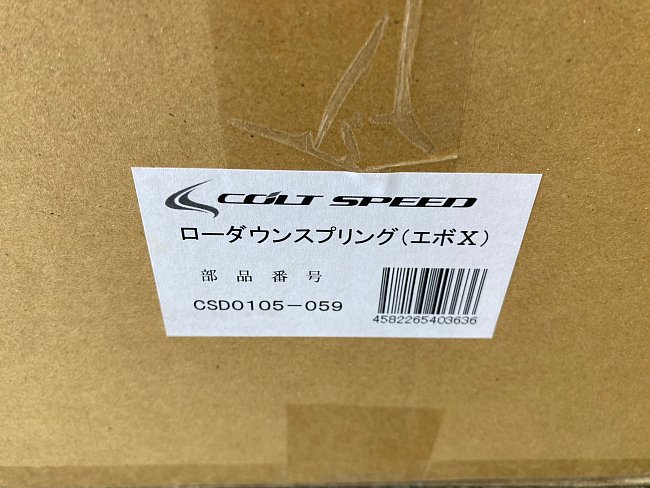 COLT SPEED
ローダウンスプリング(エボX)
部品番号
CSD0105-059
4582265403636